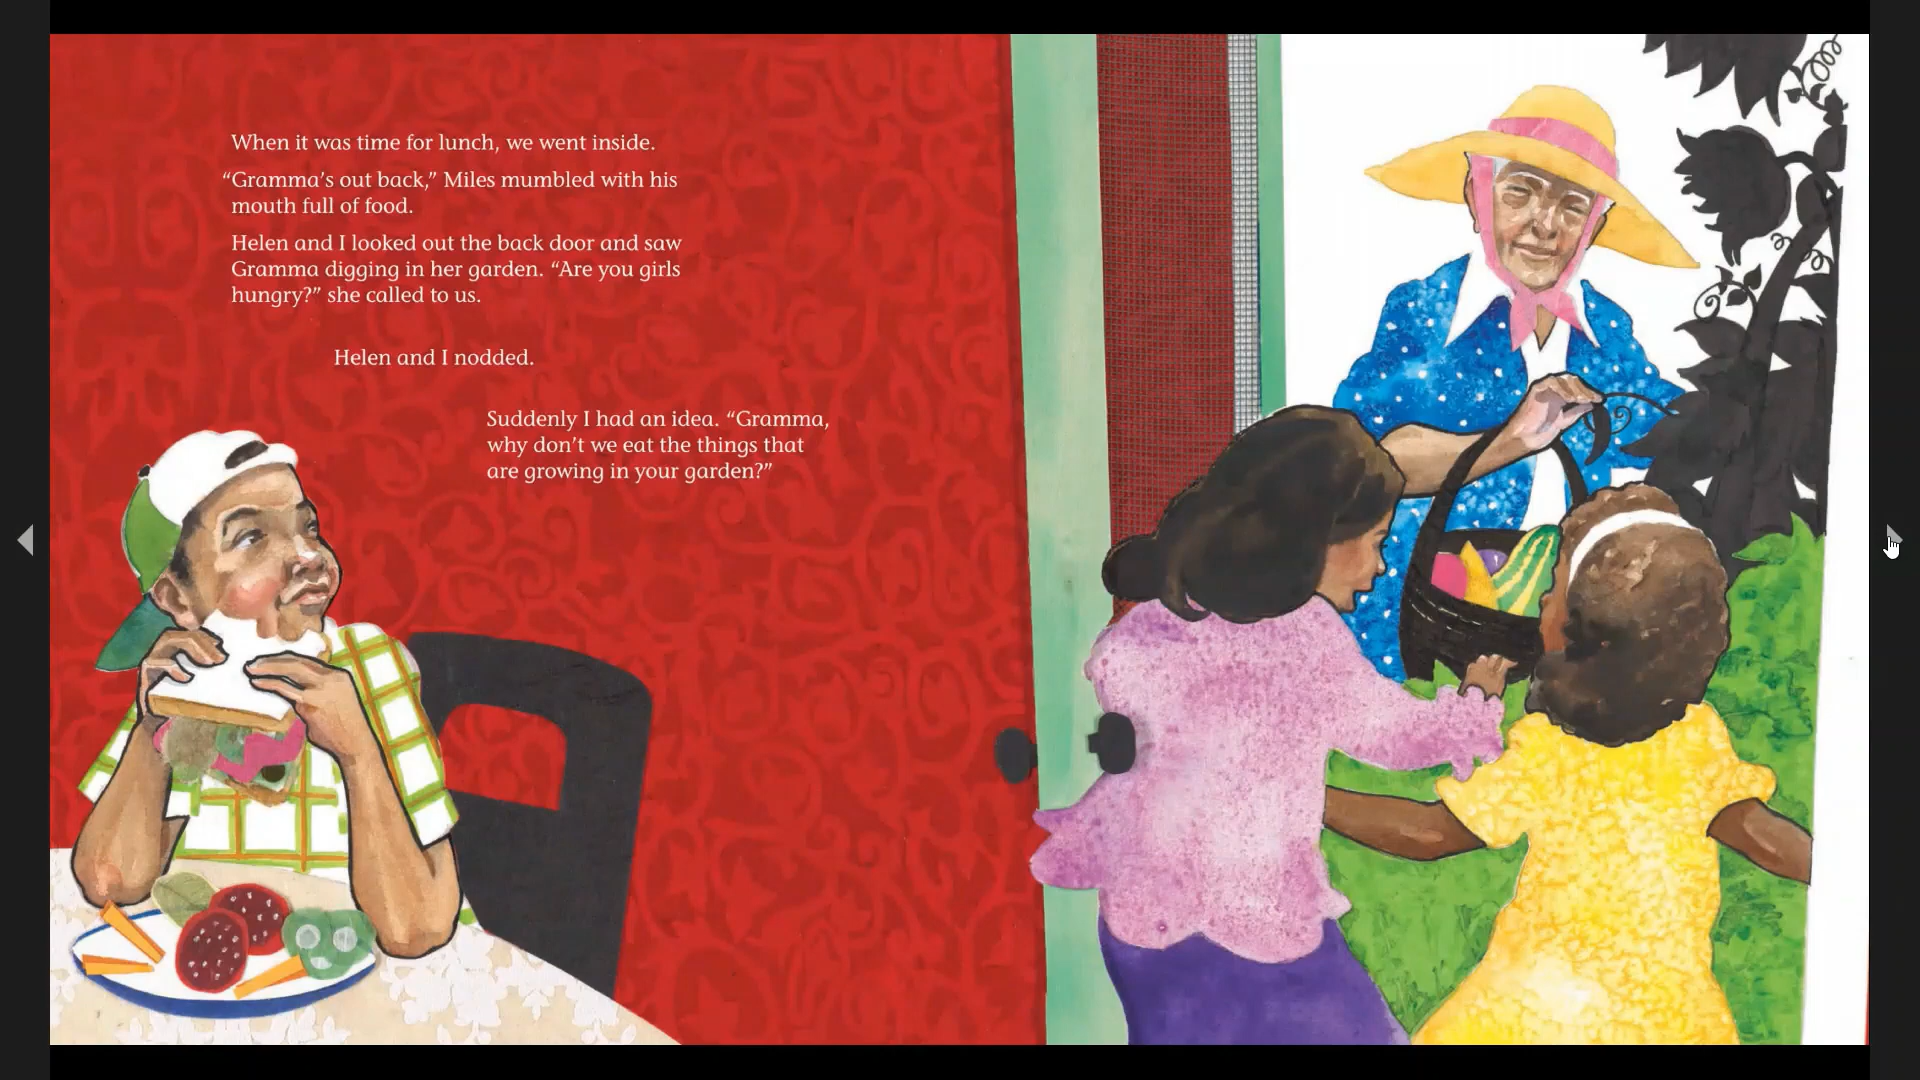 When it was time for lunch, we went inside.
“Gramma’s out back,” Miles mumbled with his
mouth full of food.
Helen and I looked out the back door and saw
Gramma digging in her garden. “Are you girls
hungry?” she called to us.
Helen and I nodded.
Suddenly I had an idea. “Gramma,
why don’t we eat the things that
are growing in your garden?”